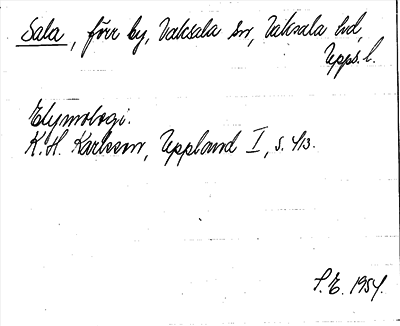 Sala, förr by, Vaksala sn, Vaksala hd,
Upps. l.
Etymologi.
K. H. Karlsson, Uppland I, s. 413.
S. E. 1954.